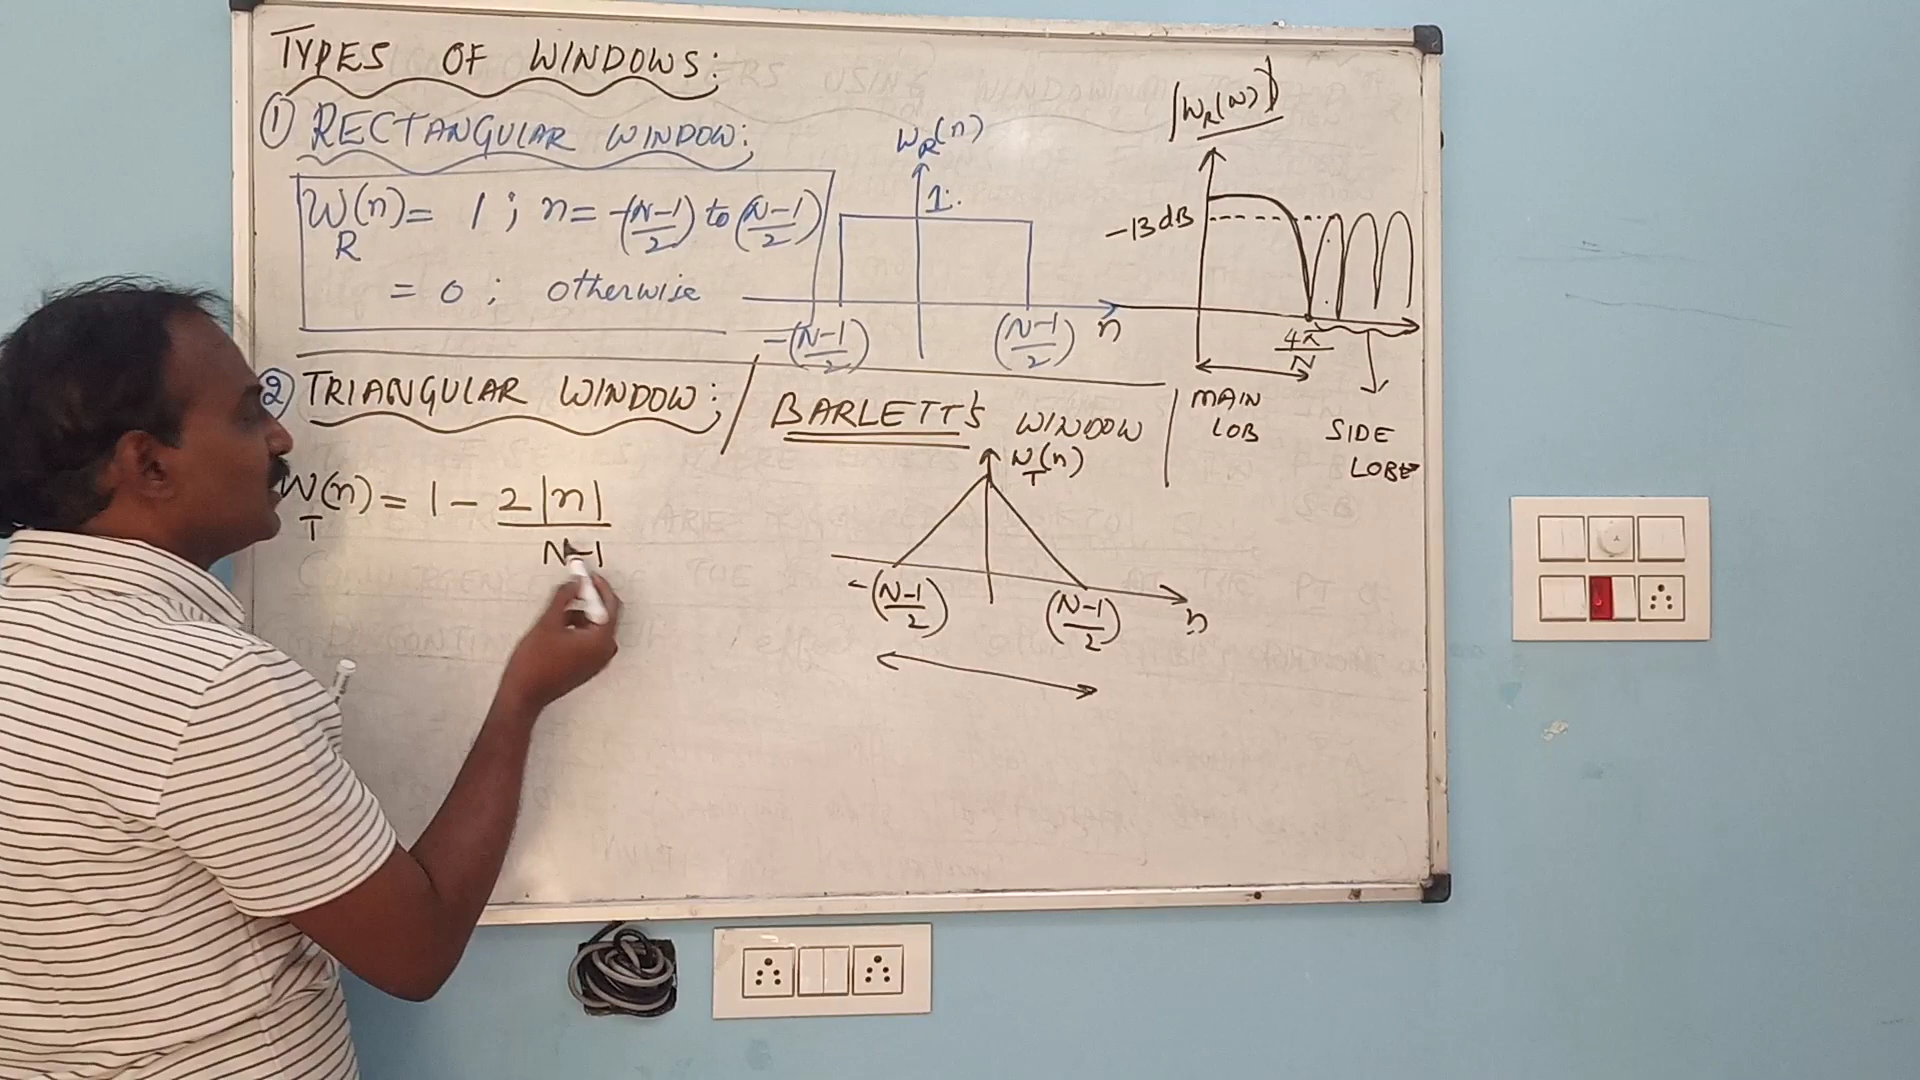 TYPES OF WINDOWS:
① RECTANGULAR WINDOW:
W_R(n) = 1 ; n = -(N-1/2) to (N-1/2)
= 0 ; otherwise
W_R(n)
1.
-(N-1/2)
(N-1/2)
n
|W_R(N)|
-13 dB
4π/N
MAIN
LOB
SIDE
LOBE
② TRIANGULAR WINDOW; / BARLETT'S WINDOW
W_T(n) = 1 - 2|n|/N-1
W_T(n)
-(N-1/2)
(N-1/2)
n